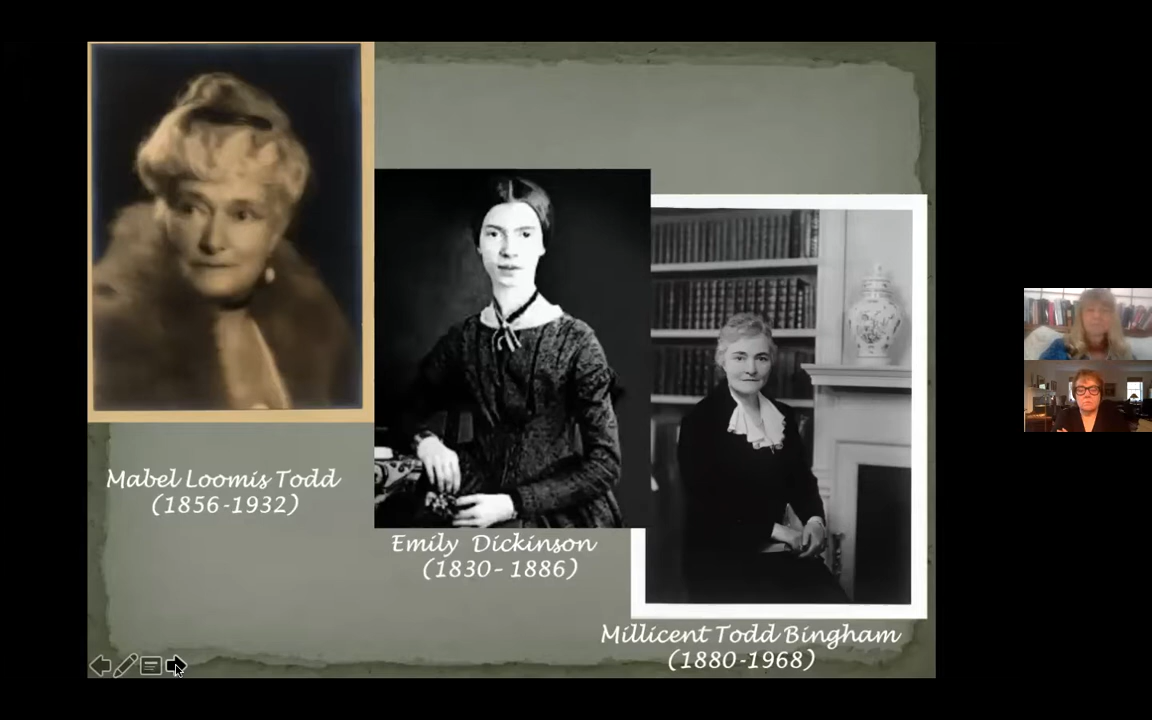 Mabel Loomis Todd
(1856-1932)
Emily Dickinson
(1830- 1886)
Millicent Todd Bingham
(1880-1968)